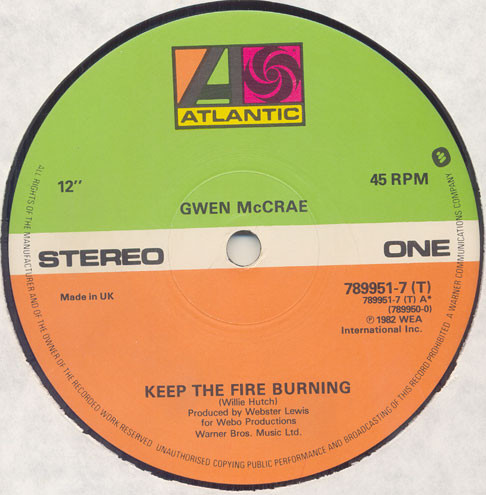 ATLANTIC
12"
45 RPM
GWEN McCRAE
STEREO
ONE
Made in UK
789951-7 (T)
789951-7 (T) A*
(789950-0)
℗ 1982 WEA
International Inc.
KEEP THE FIRE BURNING
(Willie Hutch)
Produced by Webster Lewis
for Webo Productions
Warner Bros. Music Ltd.
ALL RIGHTS OF THE MANUFACTURER AND OF THE OWNER OF THE RECORDED WORK RESERVED. UNAUTHORISED COPYING PUBLIC PERFORMANCE AND BROADCASTING OF THIS RECORD PROHIBITED. A WARNER COMMUNICATIONS COMPANY